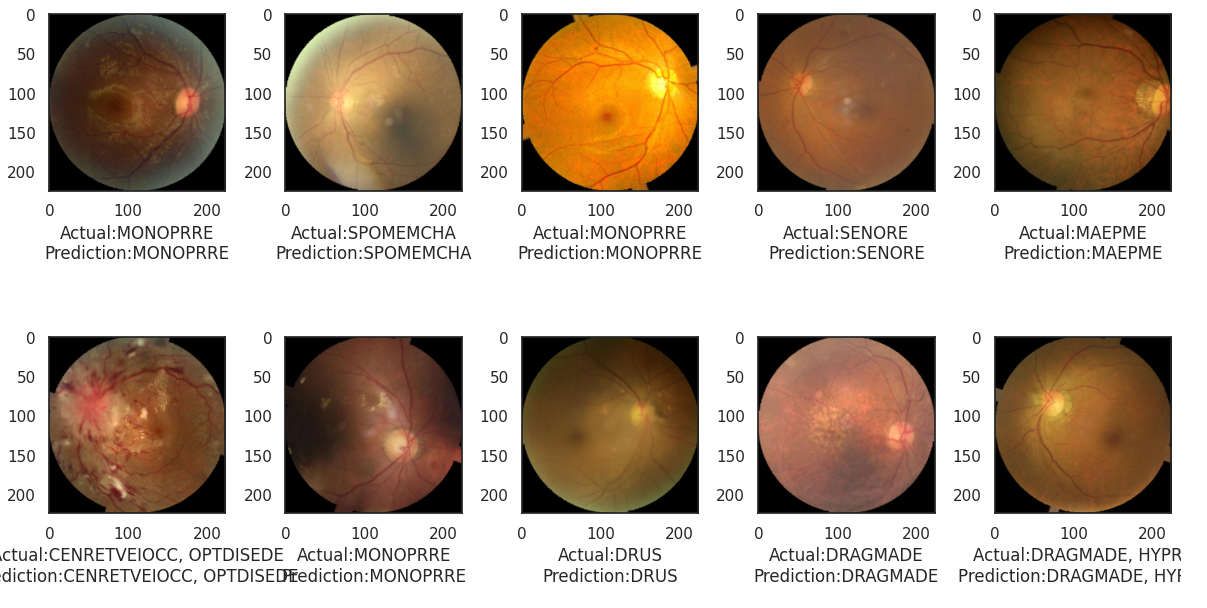 0
50
100
150
200
0 100 200
Actual:MONOPRRE
Prediction:MONOPRRE
0
50
100
150
200
0 100 200
Actual:SPOMEMCHA
Prediction:SPOMEMCHA
0
50
100
150
200
0 100 200
Actual:MONOPRRE
Prediction:MONOPRRE
0
50
100
150
200
0 100 200
Actual:SENORE
Prediction:SENORE
0
50
100
150
200
0 100 200
Actual:MAEPME
Prediction:MAEPME
0
50
100
150
200
0 100 200
ctual:CENRETVEIOCC, OPTDISEDE
ediction:CENRETVEIOCC, OPTDISEDE
0
50
100
150
200
0 100 200
Actual:MONOPRRE
Prediction:MONOPRRE
0
50
100
150
200
0 100 200
Actual:DRUS
Prediction:DRUS
0
50
100
150
200
0 100 200
Actual:DRAGMADE
Prediction:DRAGMADE
0
50
100
150
200
0 100 200
Actual:DRAGMADE, HYPR
Prediction:DRAGMADE, HYF